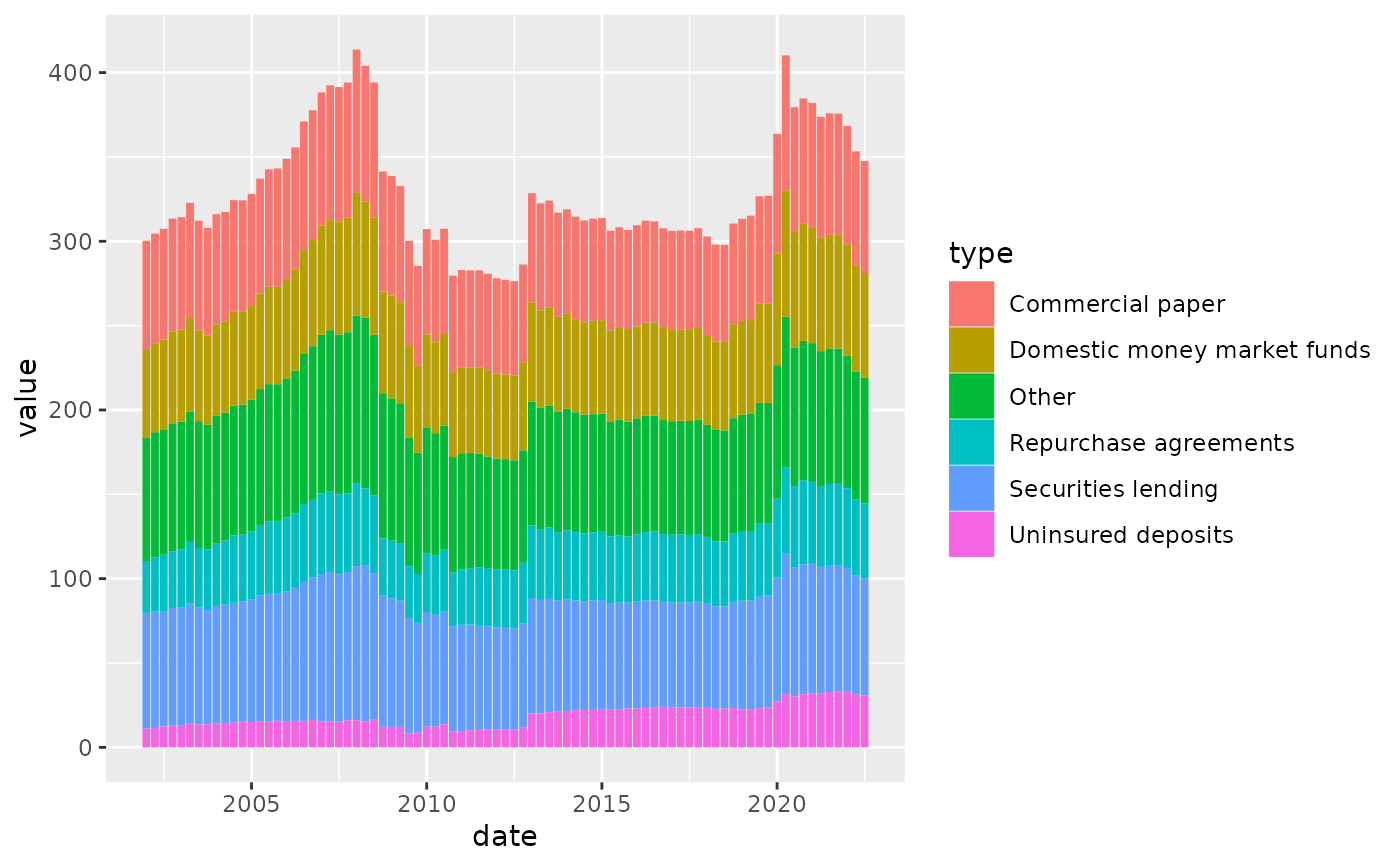 400
300
200
100
0
value
2005 2010 2015 2020
date
type
Commercial paper
Domestic money market funds
Other
Repurchase agreements
Securities lending
Uninsured deposits